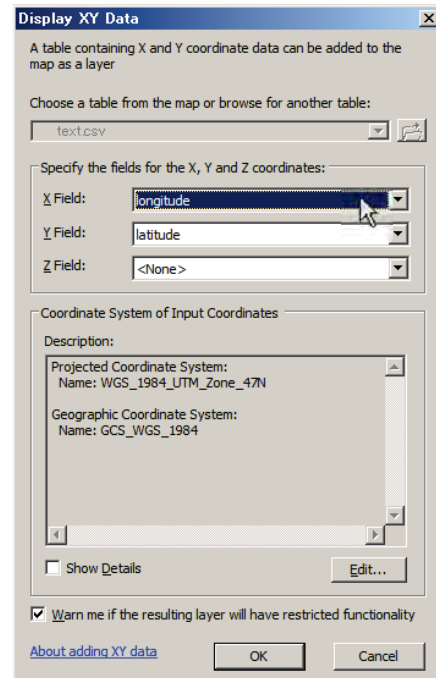 Display XY Data
A table containing X and Y coordinate data can be added to the
map as a layer
Choose a table from the map or browse for another table:
text.csv
Specify the fields for the X, Y and Z coordinates:
X Field:
longitude
Y Field:
latitude
Z Field:
<None>
Coordinate System of Input Coordinates
Description:
Projected Coordinate System:
Name: WGS_1984_UTM_Zone_47N
Geographic Coordinate System:
Name: GCS_WGS_1984
Show Details
Edit...
Warn me if the resulting layer will have restricted functionality
About adding XY data
OK
Cancel